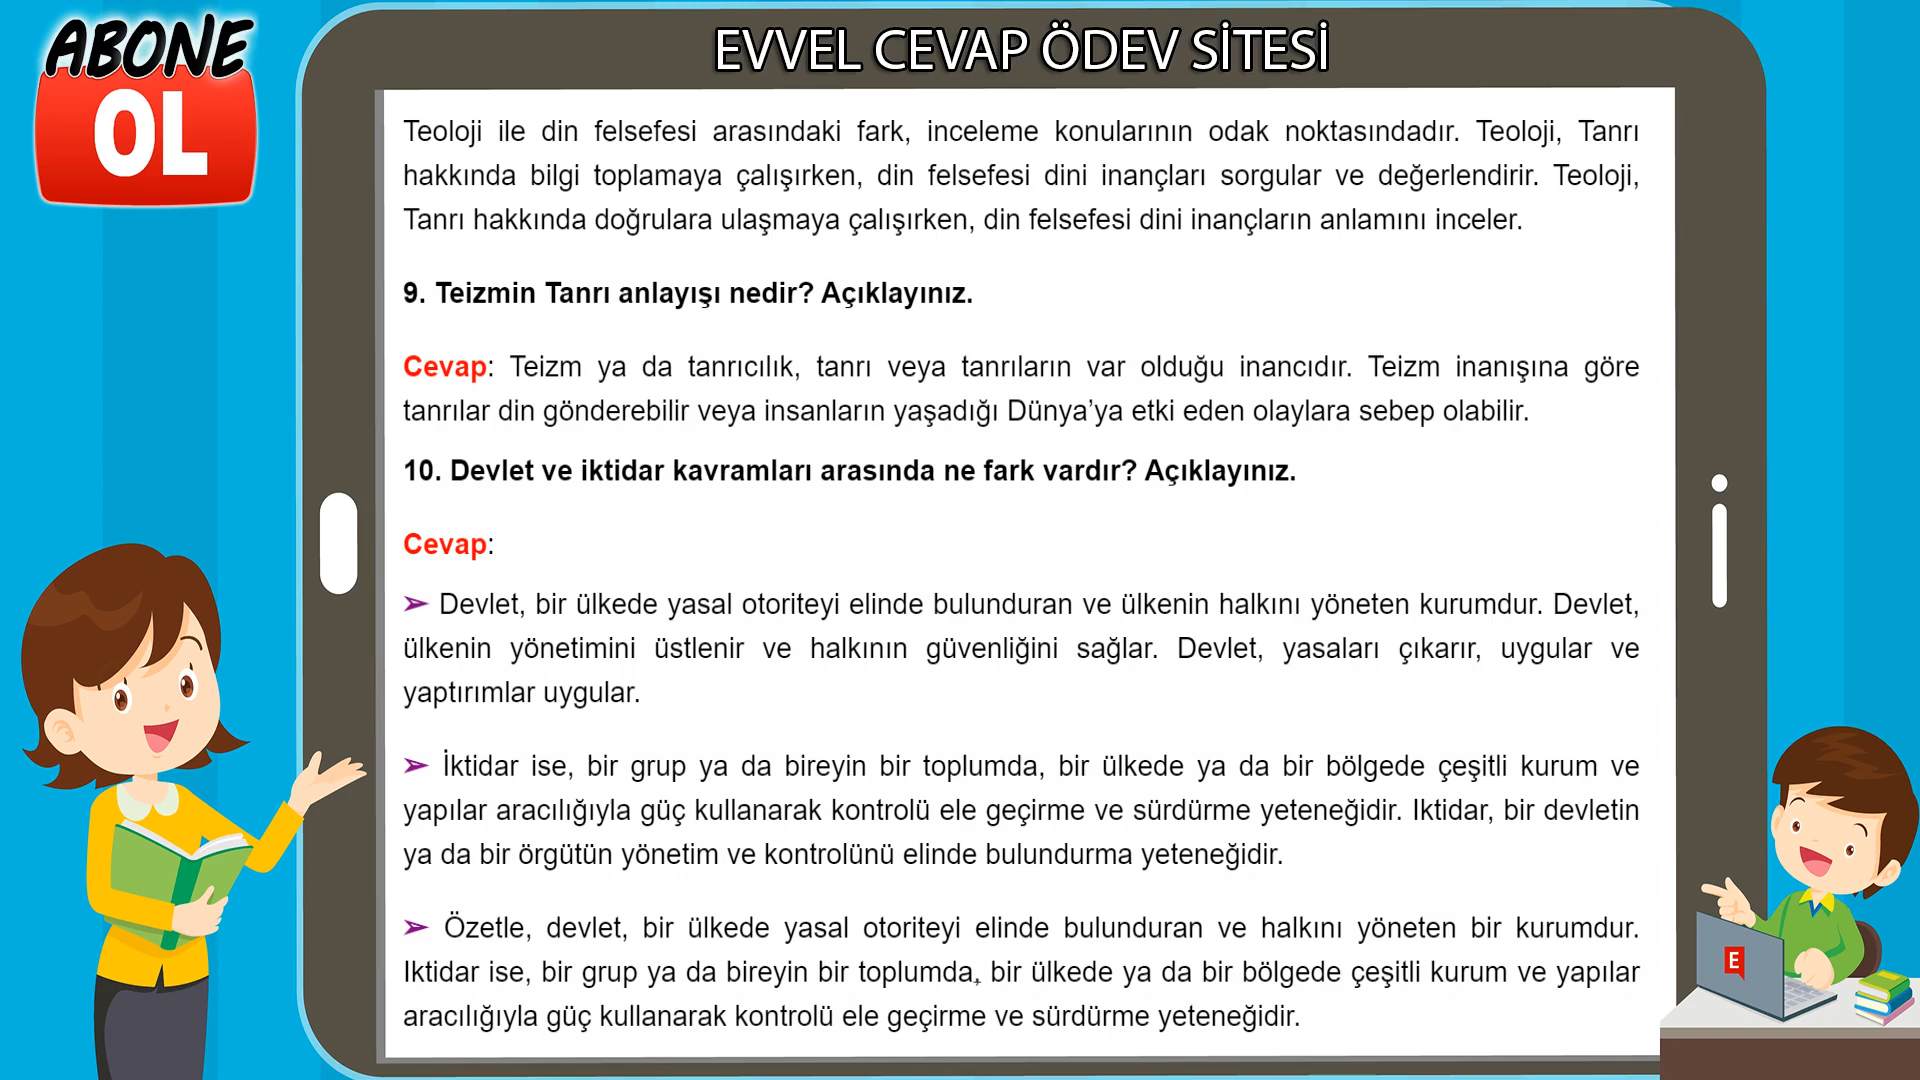 ABONE
OL
EVVEL CEVAP ÖDEV SİTESİ
Teoloji ile din felsefesi arasındaki fark, inceleme konularının odak noktasındadır. Teoloji, Tanrı
hakkında bilgi toplamaya çalışırken, din felsefesi dini inançları sorgular ve değerlendirir. Teoloji,
Tanrı hakkında doğrulara ulaşmaya çalışırken, din felsefesi dini inançların anlamını inceler.
9. Teizmin Tanrı anlayışı nedir? Açıklayınız.
Cevap: Teizm ya da tanrıcılık, tanrı veya tanrıların var olduğu inancıdır. Teizm inanışına göre
tanrılar din gönderebilir veya insanların yaşadığı Dünya’ya etki eden olaylara sebep olabilir.
10. Devlet ve iktidar kavramları arasında ne fark vardır? Açıklayınız.
Cevap:
➢ Devlet, bir ülkede yasal otoriteyi elinde bulunduran ve ülkenin halkını yöneten kurumdur. Devlet,
ülkenin yönetimini üstlenir ve halkının güvenliğini sağlar. Devlet, yasaları çıkarır, uygular ve
yaptırımlar uygular.
➢ İktidar ise, bir grup ya da bireyin bir toplumda, bir ülkede ya da bir bölgede çeşitli kurum ve
yapılar aracılığıyla güç kullanarak kontrolü ele geçirme ve sürdürme yeteneğidir. Iktidar, bir devletin
ya da bir örgütün yönetim ve kontrolünü elinde bulundurma yeteneğidir.
➢ Özetle, devlet, bir ülkede yasal otoriteyi elinde bulunduran ve halkını yöneten bir kurumdur.
Iktidar ise, bir grup ya da bireyin bir toplumda, bir ülkede ya da bir bölgede çeşitli kurum ve yapılar
aracılığıyla güç kullanarak kontrolü ele geçirme ve sürdürme yeteneğidir.
E